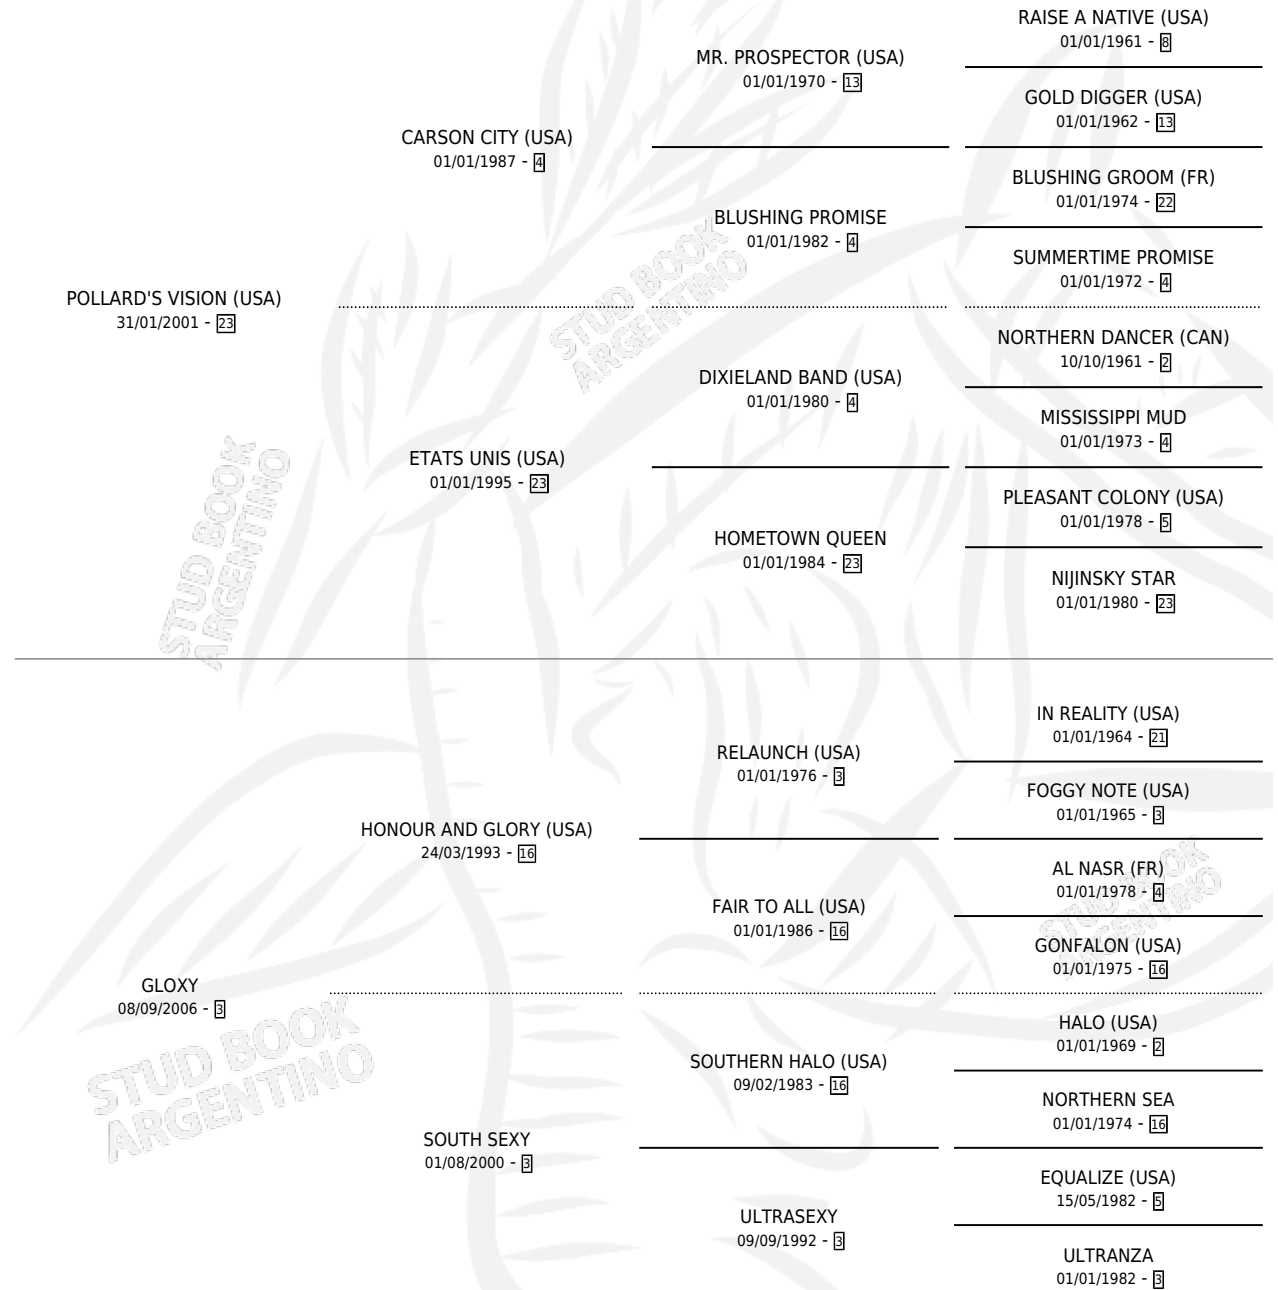 RAISE A NATIVE (USA)
01/01/1961 - 8
MR. PROSPECTOR (USA)
01/01/1970 - 13
GOLD DIGGER (USA)
01/01/1962 - 13
CARSON CITY (USA)
01/01/1987 - 4
BLUSHING GROOM (FR)
01/01/1974 - 22
BLUSHING PROMISE
01/01/1982 - 4
SUMMERTIME PROMISE
01/01/1972 - 4
POLLARD'S VISION (USA)
31/01/2001 - 23
STUD BOOK
ARGENTINO
NORTHERN DANCER (CAN)
10/10/1961 - 2
DIXIELAND BAND (USA)
01/01/1980 - 4
MISSISSIPPI MUD
01/01/1973 - 4
ETATS UNIS (USA)
01/01/1995 - 23
PLEASANT COLONY (USA)
01/01/1978 - 5
HOMETOWN QUEEN
01/01/1984 - 23
NIJINSKY STAR
01/01/1980 - 23
STUD BOOK
ARGENTINO
IN REALITY (USA)
01/01/1964 - 21
RELAUNCH (USA)
01/01/1976 - 3
FOGGY NOTE (USA)
01/01/1965 - 3
HONOUR AND GLORY (USA)
24/03/1993 - 16
AL NASR (FR)
01/01/1978 - 4
FAIR TO ALL (USA)
01/01/1986 - 16
STUD BOOK
ARGENTINO
GONFALON (USA)
01/01/1975 - 16
GLOXY
08/09/2006 - 3
HALO (USA)
01/01/1969 - 2
SOUTHERN HALO (USA)
09/02/1983 - 16
STUD BOOK
ARGENTINO
NORTHERN SEA
01/01/1974 - 16
SOUTH SEXY
01/08/2000 - 3
EQUALIZE (USA)
15/05/1982 - 5
ULTRASEXY
09/09/1992 - 3
ULTRANZA
01/01/1982 - 3